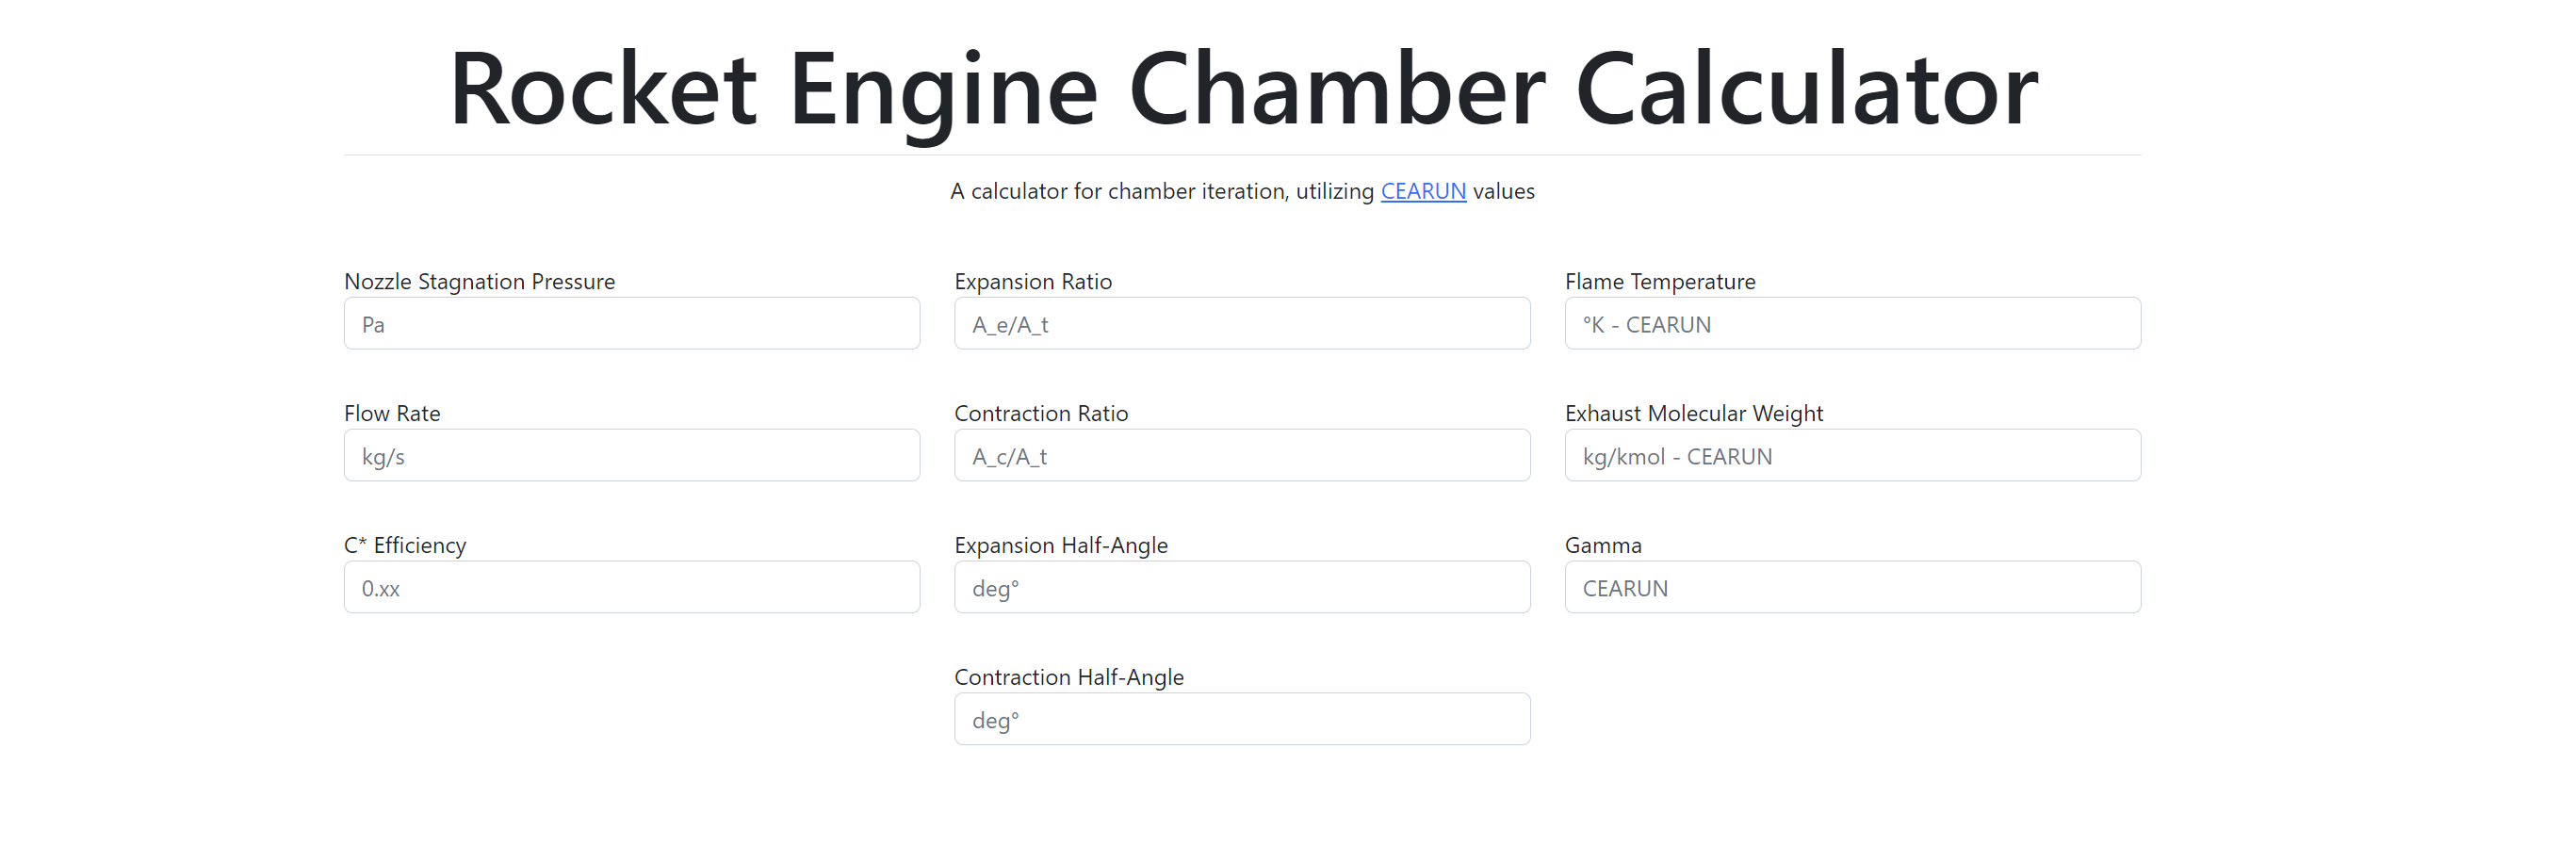 Rocket Engine Chamber Calculator
A calculator for chamber iteration, utilizing CEARUN values
Nozzle Stagnation Pressure
Pa
Expansion Ratio
A_e/A_t
Flame Temperature
°K - CEARUN
Flow Rate
kg/s
Contraction Ratio
A_c/A_t
Exhaust Molecular Weight
kg/kmol - CEARUN
C* Efficiency
0.xx
Expansion Half-Angle
deg°
Gamma
CEARUN
Contraction Half-Angle
deg°